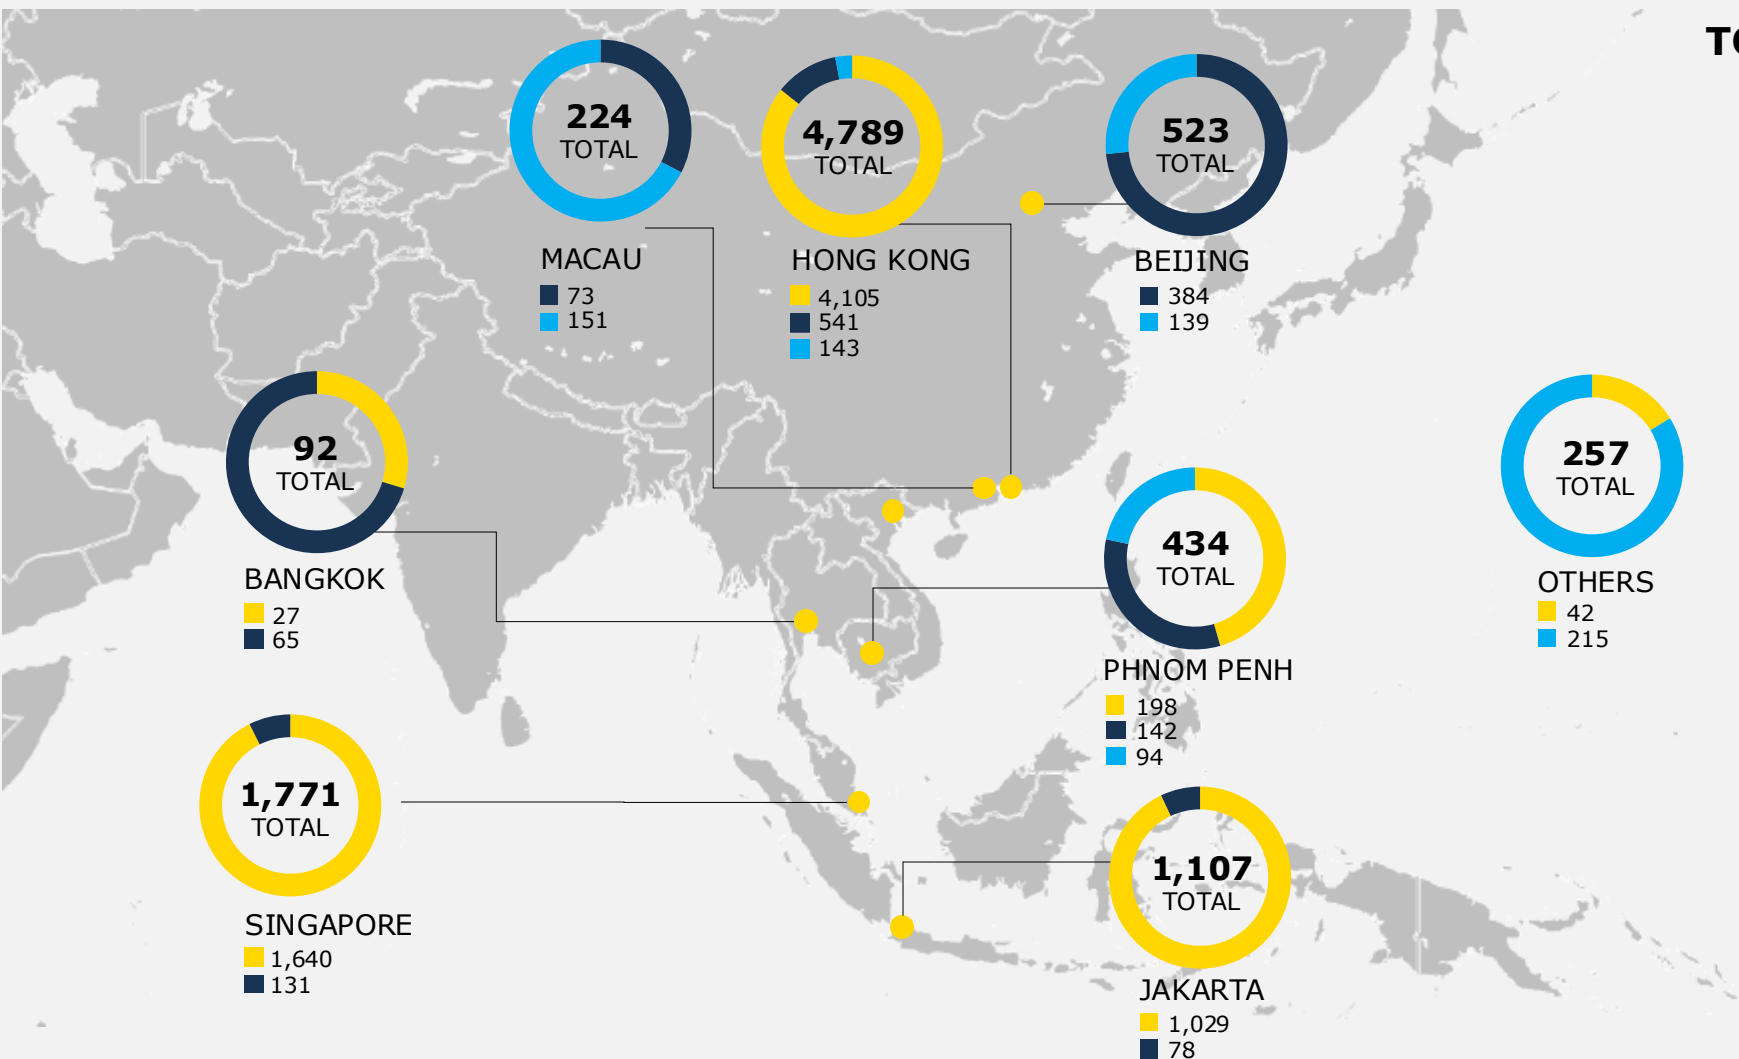 TO
224
TOTAL
MACAU
73
151
4,789
TOTAL
HONG KONG
4,105
541
143
523
TOTAL
BEIJING
384
139
92
TOTAL
BANGKOK
27
65
434
TOTAL
PHNOM PENH
198
142
94
257
TOTAL
OTHERS
42
215
1,771
TOTAL
SINGAPORE
1,640
131
1,107
TOTAL
JAKARTA
1,029
78